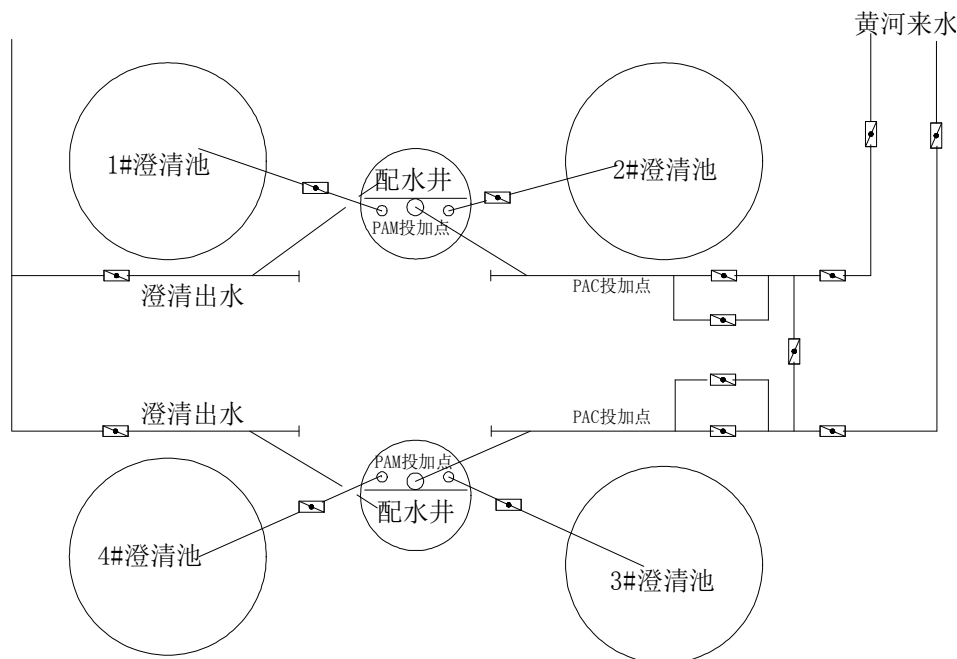 黄河来水
1#澄清池
配水井
2#澄清池
PAM投加点
澄清出水
PAC投加点
澄清出水
PAC投加点
PAM投加点
配水井
4#澄清池
3#澄清池